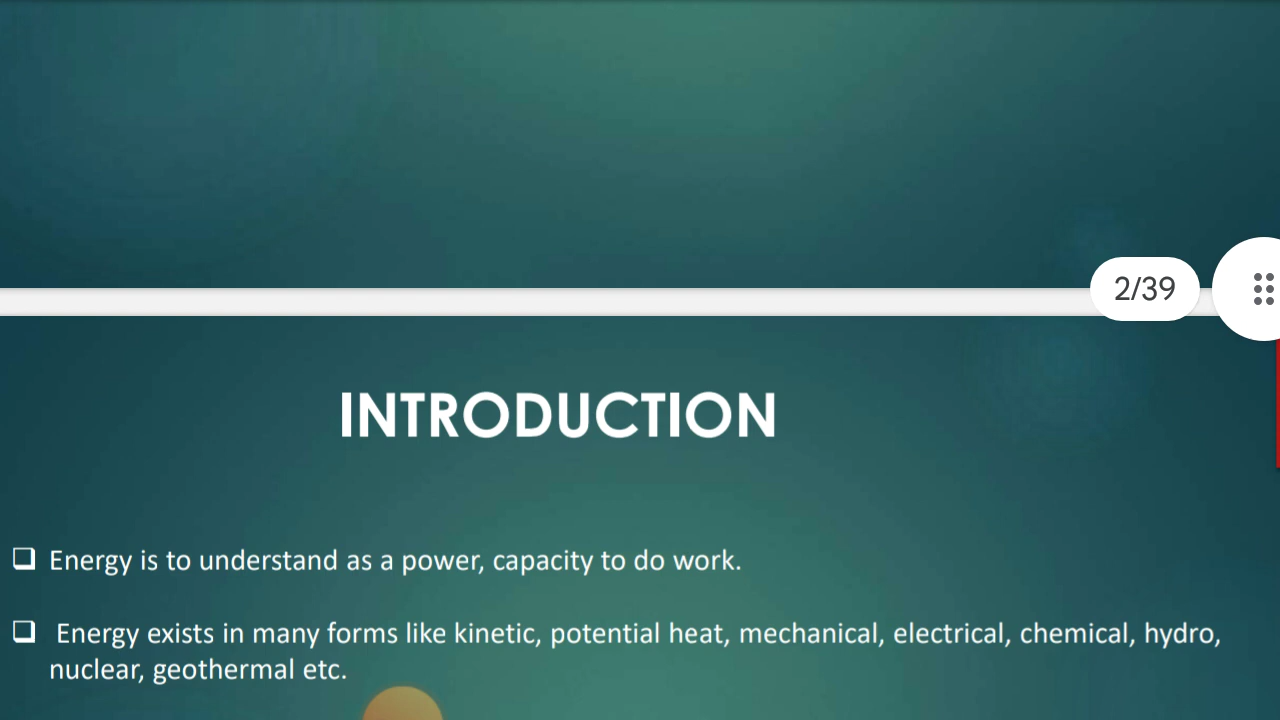 2/39
INTRODUCTION
Energy is to understand as a power, capacity to do work.
Energy exists in many forms like kinetic, potential heat, mechanical, electrical, chemical, hydro,
nuclear, geothermal etc.